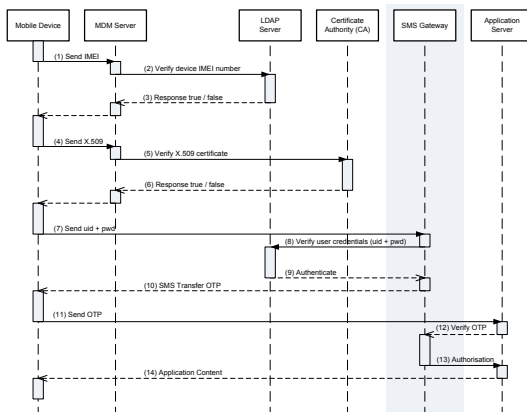 Mobile Device
MDM Server
LDAP
Server
Certificate
Authority (CA)
SMS Gateway
Application
Server
(1) Send IMEI
(2) Verify device IMEI number
(3) Response true / false
(4) Send X.509
(5) Verify X.509 certificate
(6) Response true / false
(7) Send uid + pwd
(8) Verify user credentials (uid + pwd)
(9) Authenticate
(10) SMS Transfer OTP
(11) Send OTP
(12) Verify OTP
(13) Authorisation
(14) Application Content